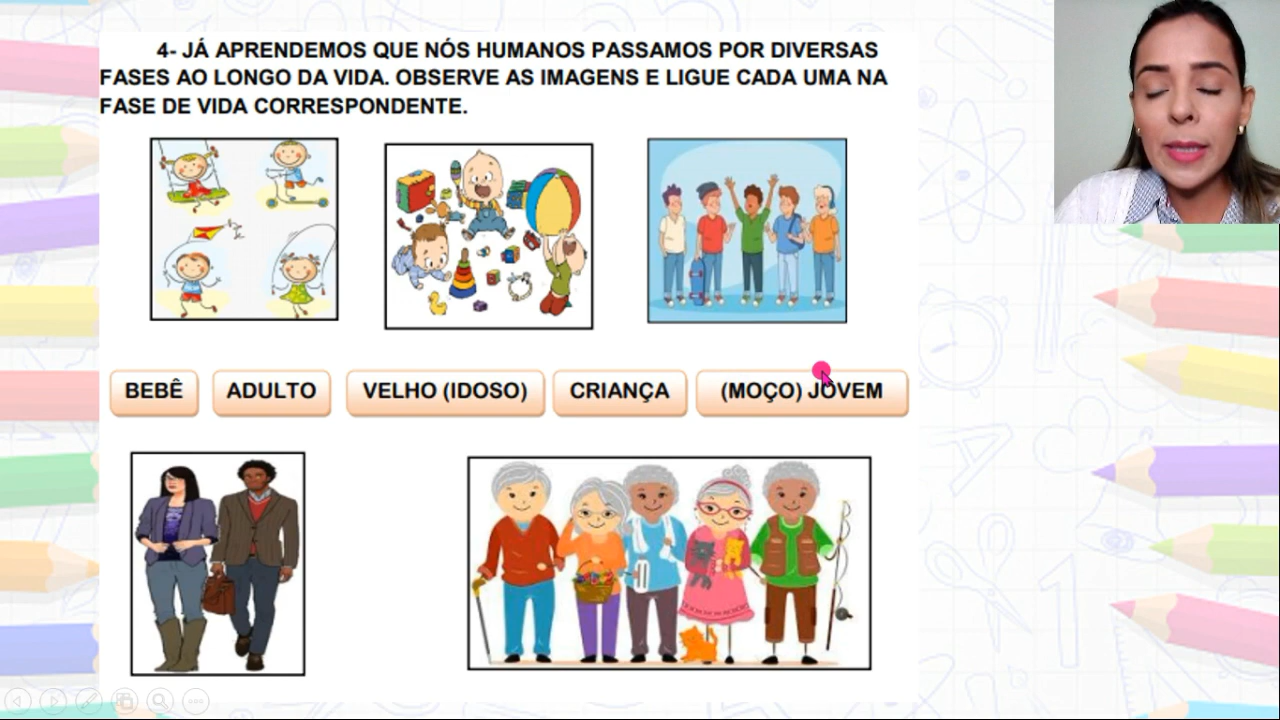 4- JÁ APRENDEMOS QUE NÓS HUMANOS PASSAMOS POR DIVERSAS
FASES AO LONGO DA VIDA. OBSERVE AS IMAGENS E LIGUE CADA UMA NA
FASE DE VIDA CORRESPONDENTE.
BEBÊ ADULTO VELHO (IDOSO) CRIANÇA (MOÇO) JOVEM